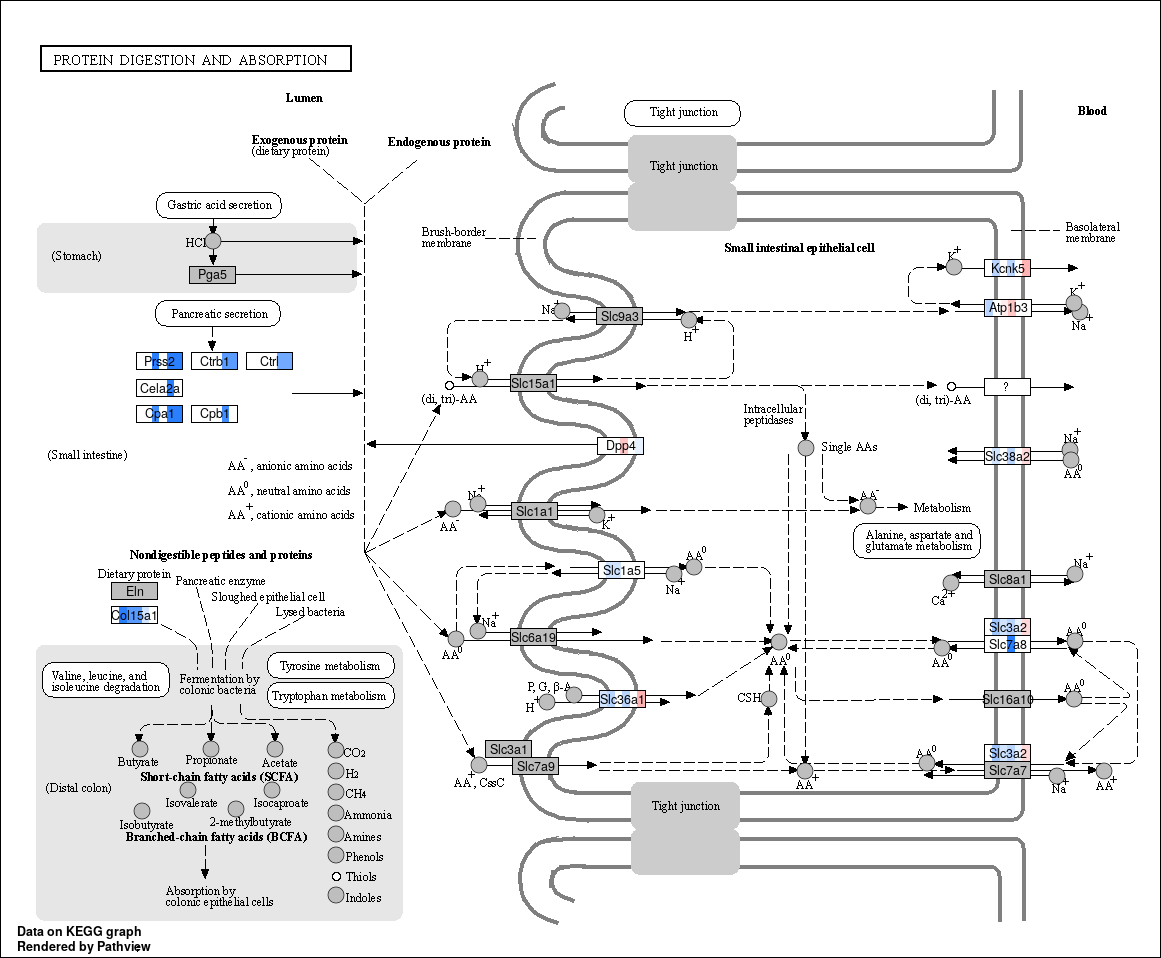 PROTEIN DIGESTION AND ABSORPTION
Lumen
Blood
Exogenous protein
(dietary protein)
Endogenous protein
Tight junction
Tight junction
Gastric acid secretion
HCl
(Stomach)
Pga5
Pancreatic secretion
Prss2
Ctrb1
Ctrl
Cela2a
Cpa1
Cpb1
(Small intestine)
AA-, anionic amino acids
AA0, neutral amino acids
AA+, cationic amino acids
Brush-border
membrane
Small intestinal epithelial cell
Basolateral
membrane
K+
Kcnk5
Atp1b3
K+
Na+
Na+
Slc9a3
H+
H+
Slc15a1
(di, tri)-AA
(di, tri)-AA
?
Intracellular
peptidases
Single AAs
Dpp4
Na+
Slc38a2
AA0
Na+
AA-
Slc1a1
K+
AA-
Metabolism
Alanine, aspartate and
glutamate metabolism
Slc1a5
AA0
Na+
Na+
Slc8a1
Ca2+
Na+
AA0
Slc6a19
AA0
AA0
Slc3a2
Slc7a8
AA0
P, G, β-A
H+
Slc36a1
CSH
Slc16a10
AA0
Slc3a1
Slc7a9
AA+, CssC
AA+
AA0
Slc3a2
Slc7a7
Na+
AA+
Tight junction
Nondigestible peptides and proteins
Dietary protein
Eln
Col15a1
Pancreatic enzyme
Sloughed epithelial cell
Lysed bacteria
Valine, leucine, and
isoleucine degradation
Fermentation by
colonic bacteria
Tyrosine metabolism
Tryptophan metabolism
Butyrate
Propionate
Acetate
Short-chain fatty acids (SCFA)
(Distal colon)
Isovalerate
Isocaproate
Isobutyrate
2-methylbutyrate
Branched-chain fatty acids (BCFA)
Absorption by
colonic epithelial cells
CO2
H2
CH4
Ammonia
Amines
Phenols
Thiols
Indoles
Data on KEGG graph
Rendered by Pathview